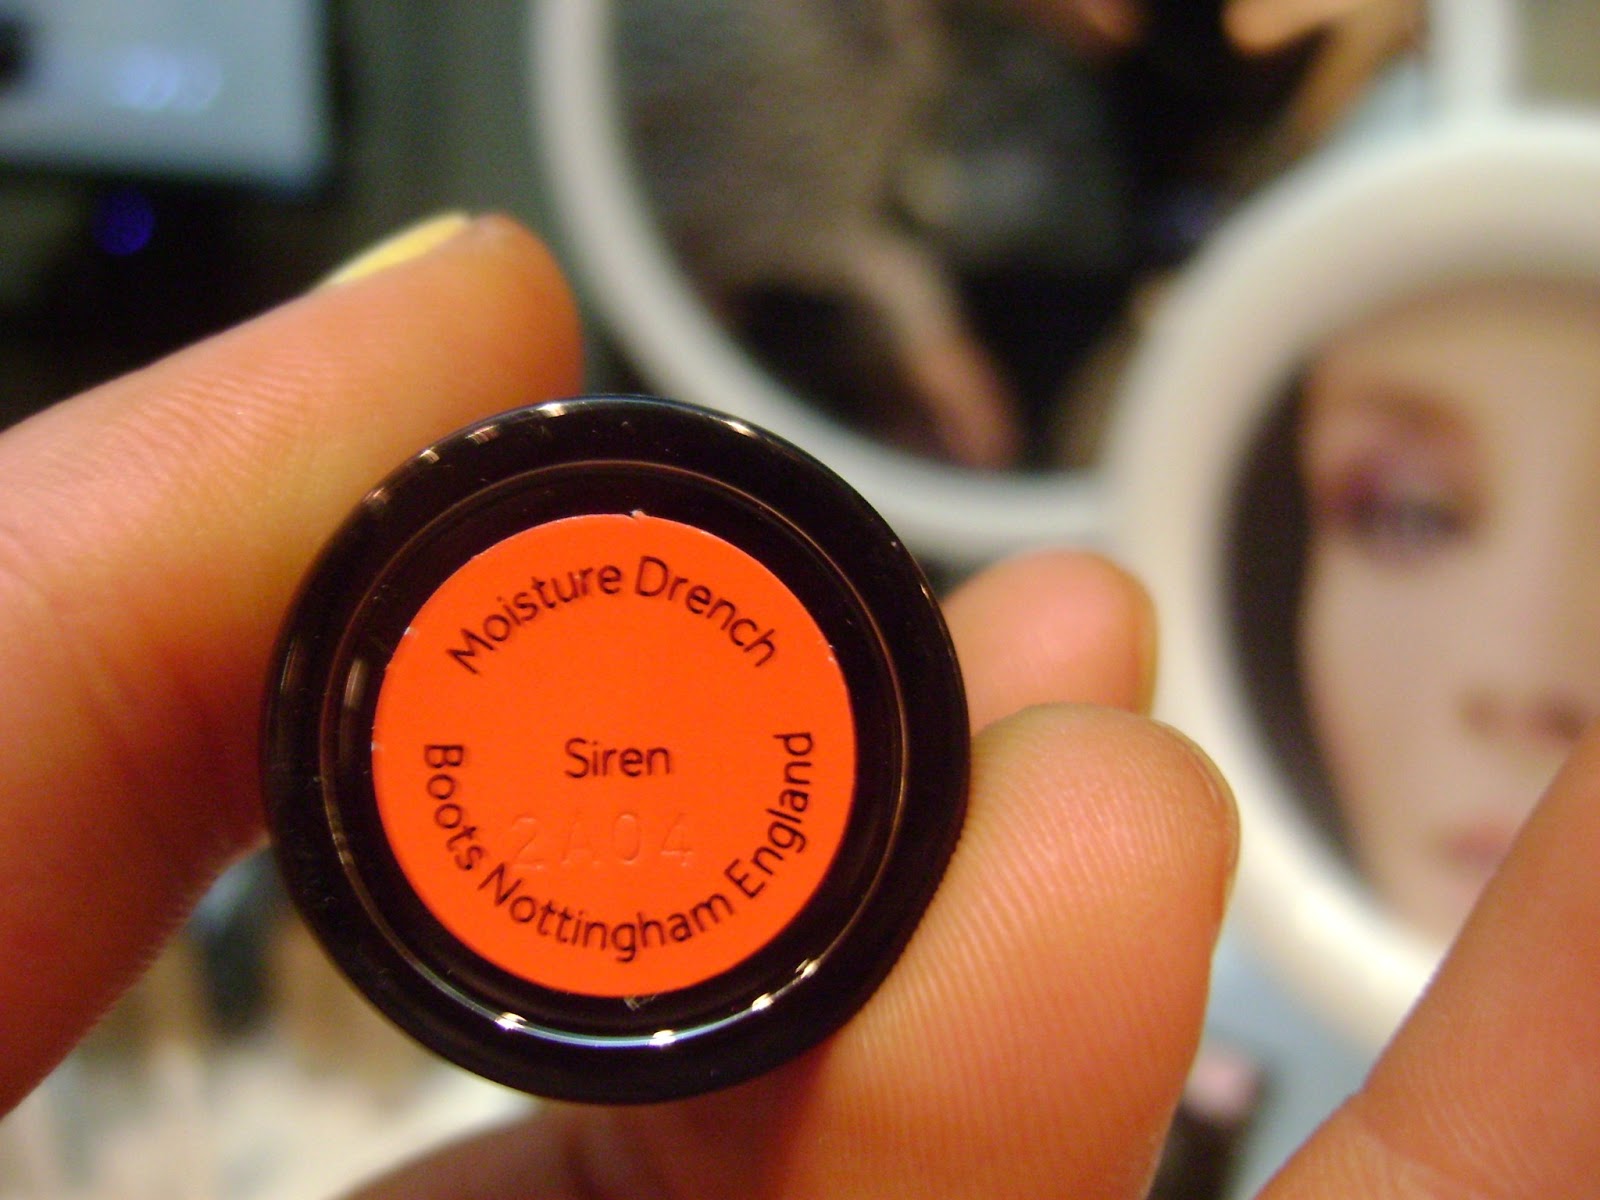 Moisture Drench
Siren
2A04
Boots Nottingham England